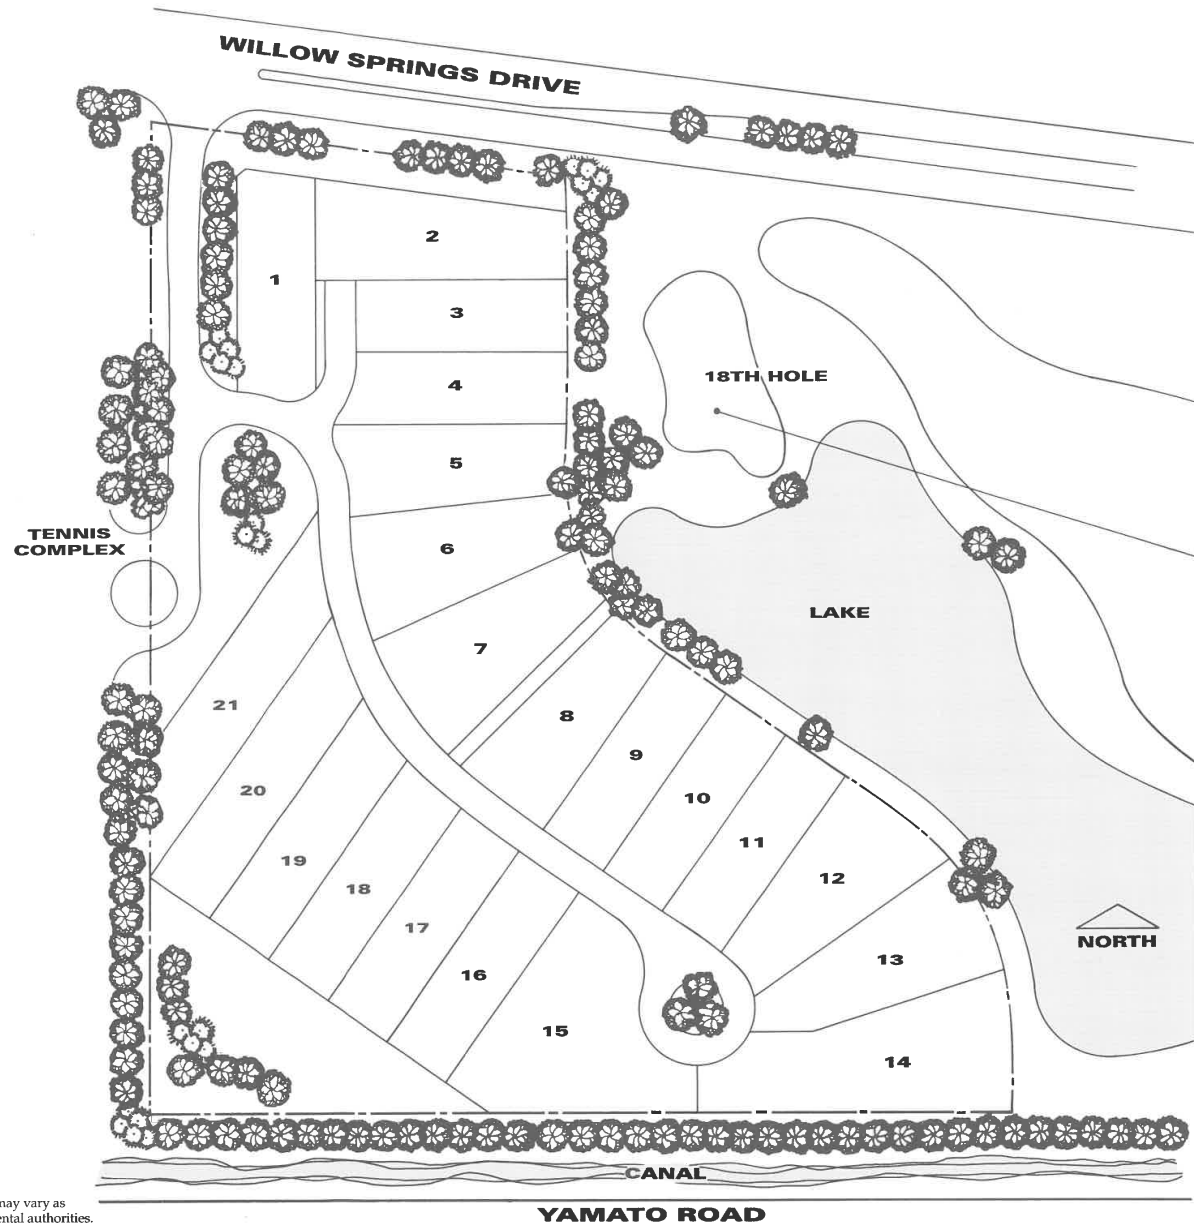 WILLOW SPRINGS DRIVE
2
1
3
18TH HOLE
4
5
TENNIS
COMPLEX
6
LAKE
7
21
8
9
20
10
11
19
12
18
17
NORTH
13
16
15
14
CANAL
may vary as
ental authorities.
YAMATO ROAD